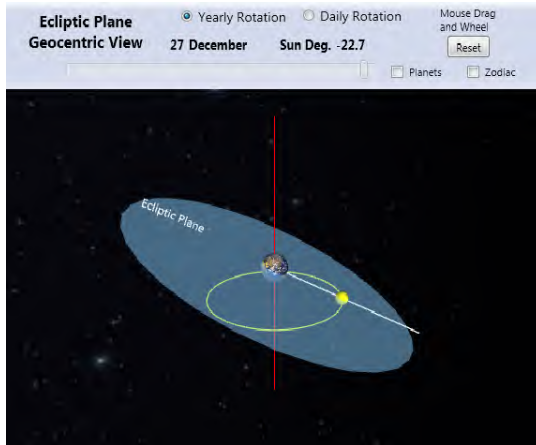 Ecliptic Plane
Geocentric View
Yearly Rotation
Daily Rotation
27 December
Sun Deg. -22.7
Mouse Drag
and Wheel
Reset
Planets
Zodiac
Ecliptic Plane